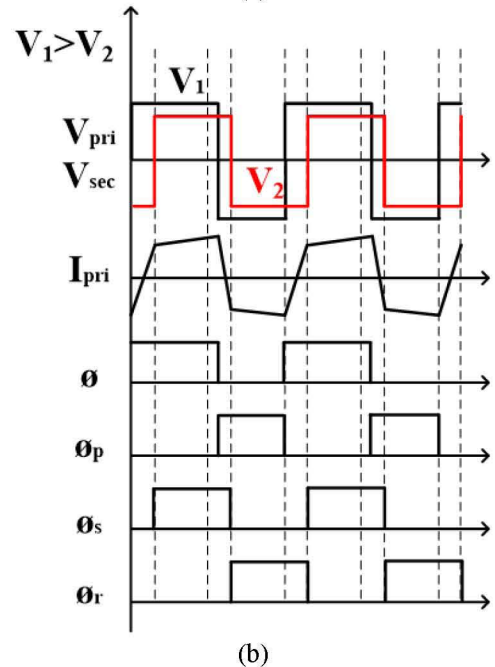 V₁>V₂
V₁
Vpri
Vsec
V₂
Ipri
ø
øp
øs
ør
(b)